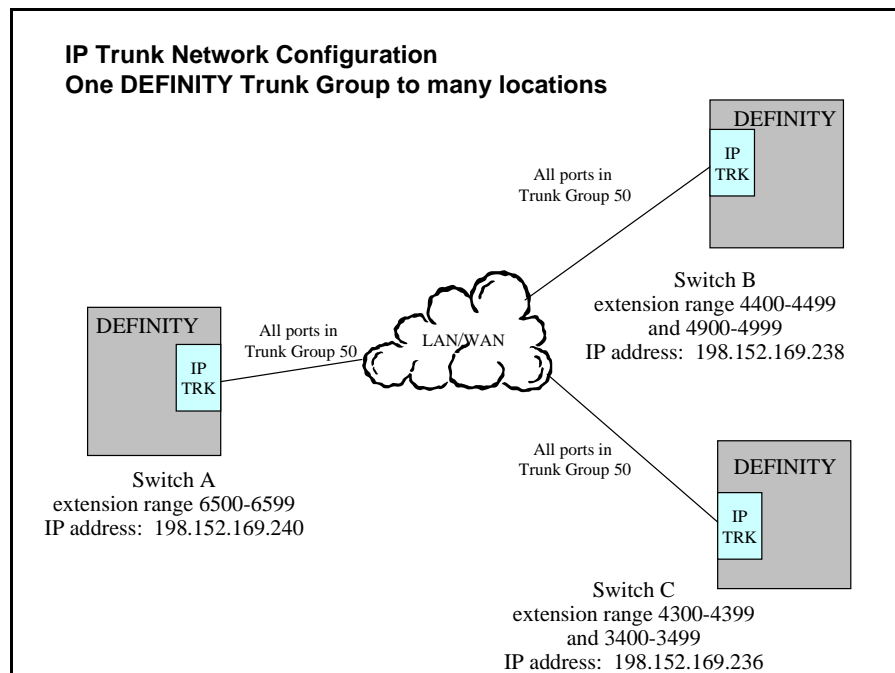 IP Trunk Network Configuration
One DEFINITY Trunk Group to many locations
DEFINITY
IP
TRK
All ports in
Trunk Group 50
Switch B
extension range 4400-4499
and 4900-4999
IP address:  198.152.169.238
DEFINITY
IP
TRK
All ports in
Trunk Group 50
LAN/WAN
Switch A
extension range 6500-6599
IP address:  198.152.169.240
All ports in
Trunk Group 50
DEFINITY
IP
TRK
Switch C
extension range 4300-4399
and 3400-3499
IP address:  198.152.169.236